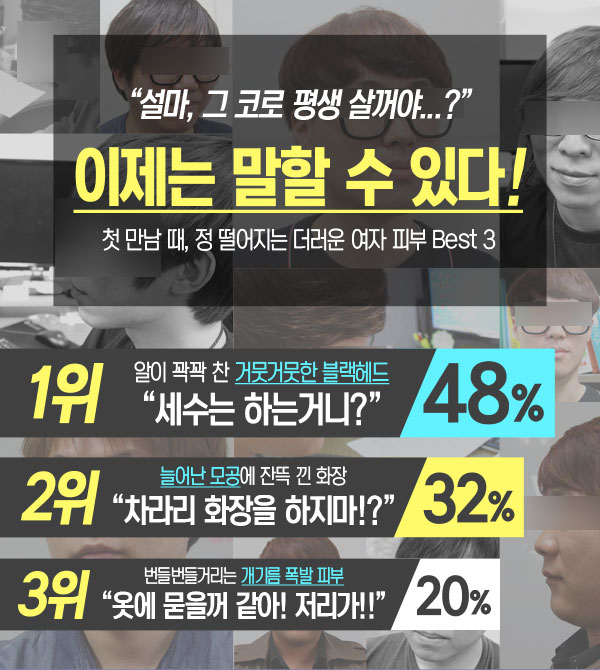 “설마, 그 코로 평생 살꺼야...?”
이제는 말할 수 있다!
첫 만남 때, 정 떨어지는 더러운 여자 피부 Best 3
1위
알이 꽉꽉 찬 거뭇거뭇한 블랙헤드
“세수는 하는거니?”
48%
2위
늘어난 모공에 잔뜩 낀 화장
“차라리 화장을 하지마!?”
32%
3위
번들번들거리는 개기름 폭발 피부
“옷에 묻을꺼 같아! 저리가!!”
20%